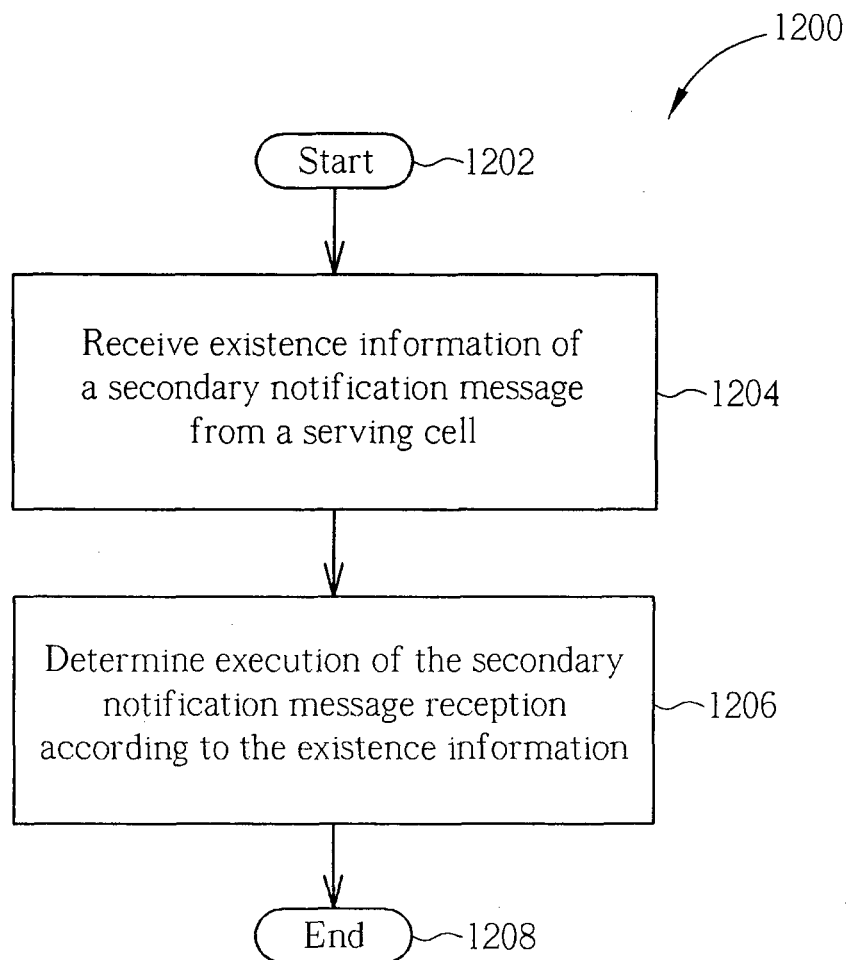 1200
Start
1202
Receive existence information of
a secondary notification message
from a serving cell
1204
Determine execution of the secondary
notification message reception
according to the existence information
1206
End
1208